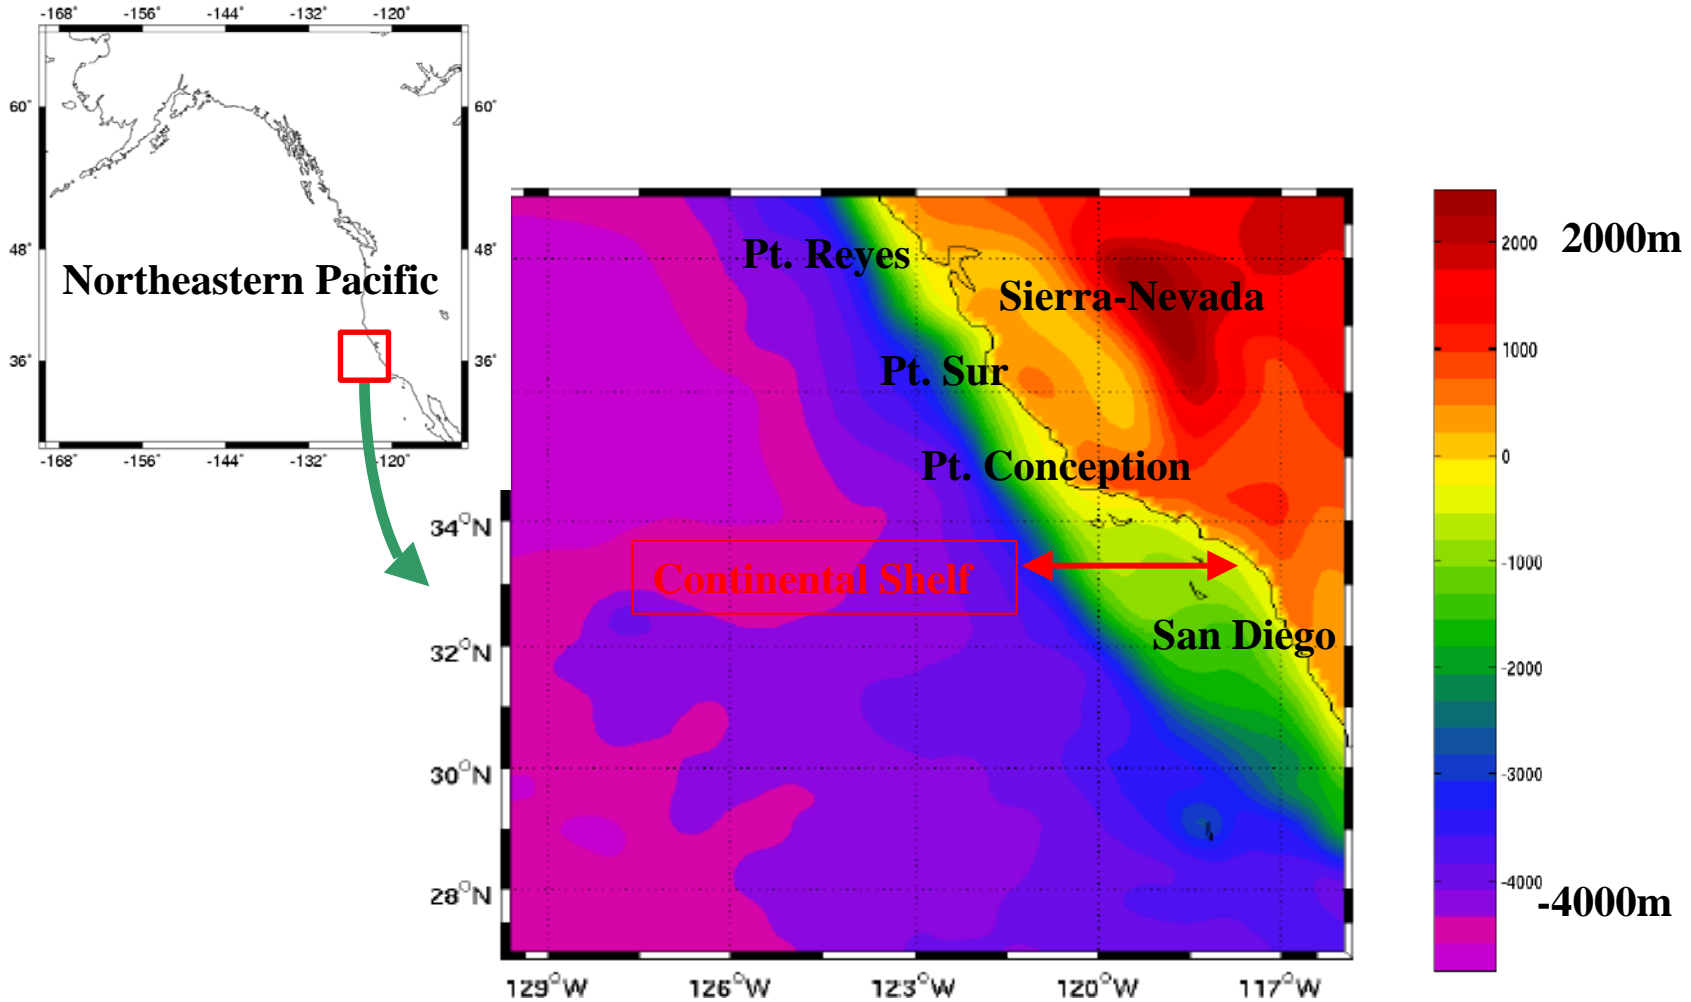 -168° -156° -144° -132° -120°
60° 60°
48° 48°
Northeastern Pacific
36° 36°
-168° -156° -144° -132° -120°
Pt. Reyes
Sierra-Nevada
Pt. Sur
Pt. Conception
Continental Shelf
San Diego
34°N
32°N
30°N
28°N
129°W 126°W 123°W 120°W 117°W
2000 2000m
1000
0
-1000
-2000
-3000
-4000 -4000m